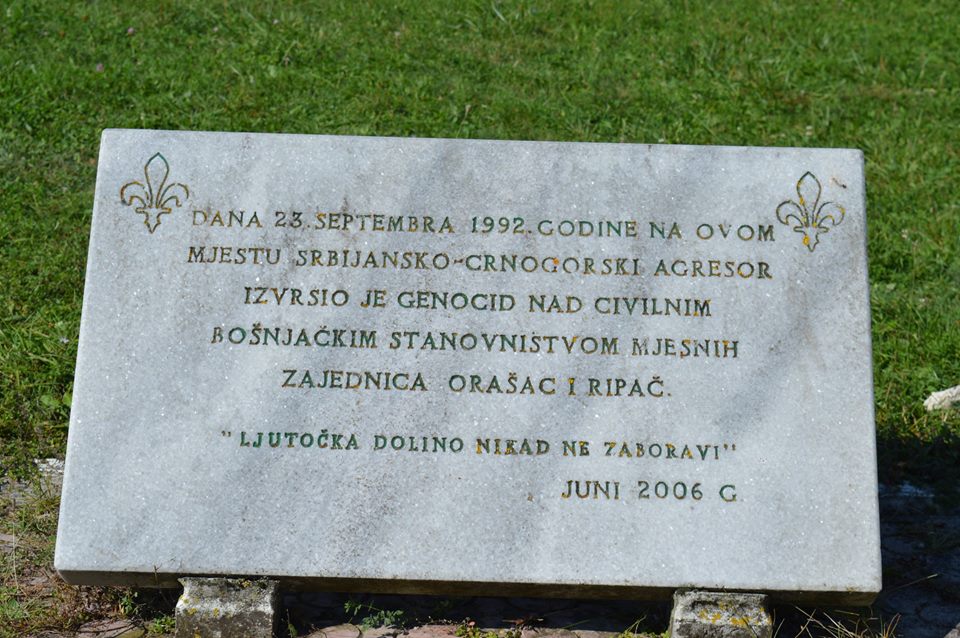 DANA 23.SEPTEMBRA 1992.GODINE NA OVOM
MJESTU SRBIJANSKO-CRNOGORSKI AGRESOR
IZVRSIO JE GENOCID NAD CIVILNIM
BOŠNJAČKIM STANOVNIŠTVOM MJESNIH
ZAJEDNICA ORAŠAC I RIPAČ.
"LJUTOČKA DOLINO NIKAD NE ZABORAVI"
JUNI 2006 G